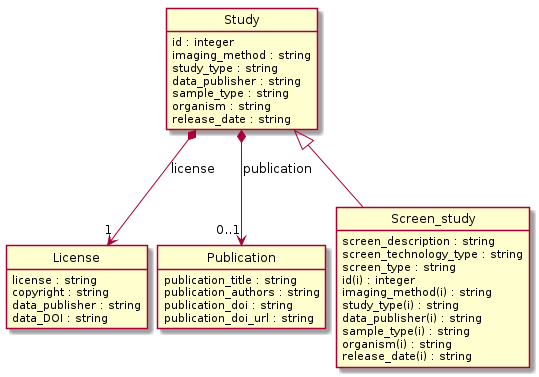 Study
id : integer
imaging_method : string
study_type : string
data_publisher : string
sample_type : string
organism : string
release_date : string
license
publication
1
0..1
License
license : string
copyright : string
data_publisher : string
data_DOI : string
Publication
publication_title : string
publication_authors : string
publication_doi : string
publication_doi_url : string
Screen_study
screen_description : string
screen_technology_type : string
screen_type : string
id(i) : integer
imaging_method(i) : string
study_type(i) : string
data_publisher(i) : string
sample_type(i) : string
organism(i) : string
release_date(i) : string